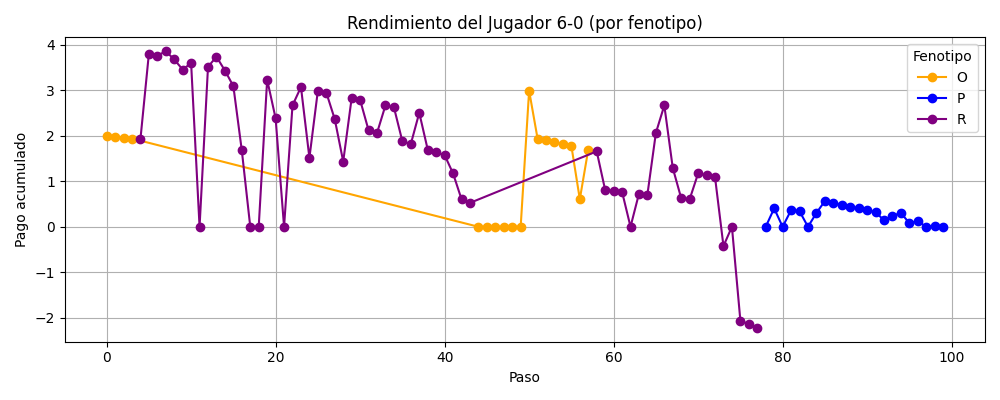 Rendimiento del Jugador 6-0 (por fenotipo)
Pago acumulado
4
3
2
1
0
−1
−2
Fenotipo
O
P
R
0 20 40 60 80 100
Paso